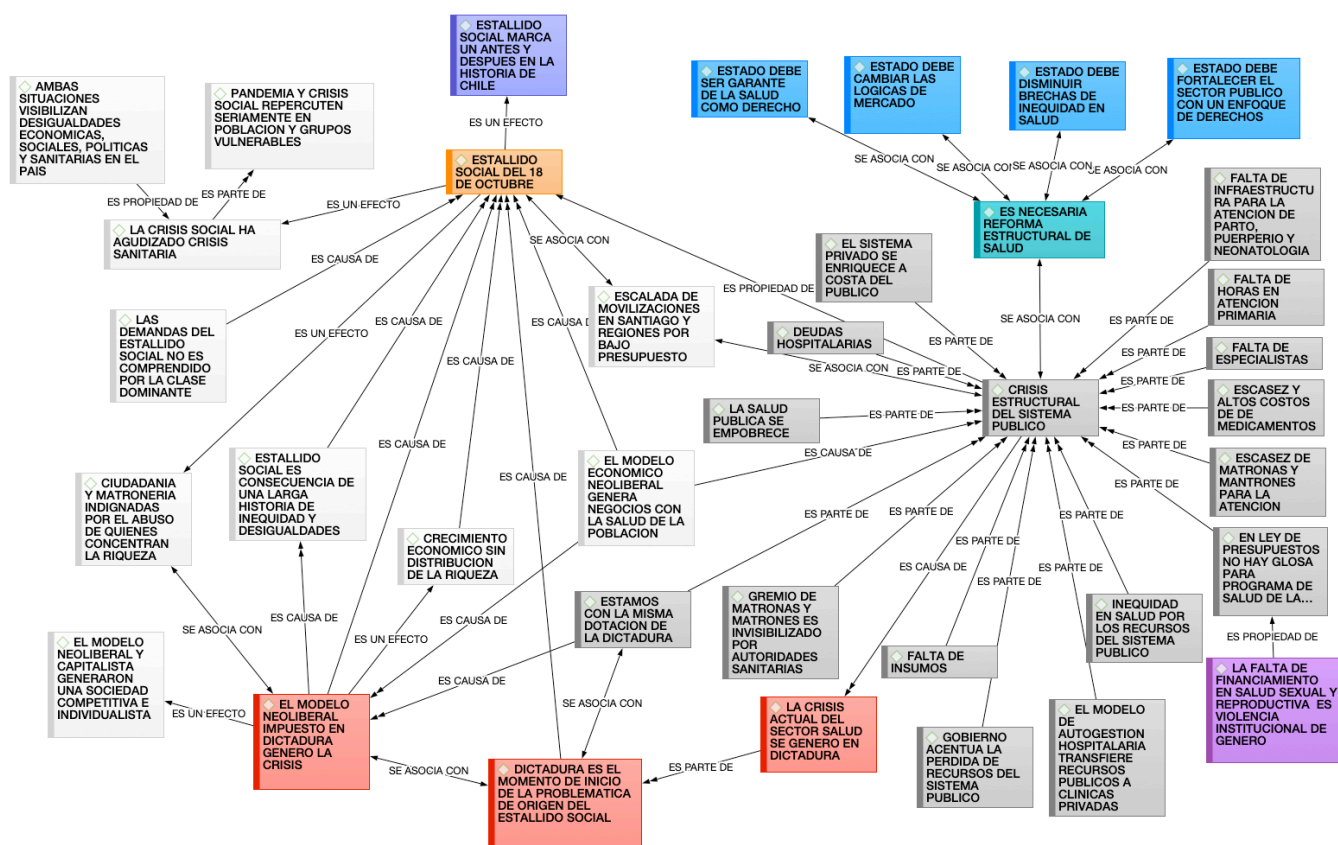 ESTALLIDO
SOCIAL MARCA
UN ANTES Y
DESPUES EN LA
HISTORIA DE
CHILE
ESTADO DEBE
SER GARANTE
DE LA SALUD
COMO DERECHO
ESTADO DEBE
CAMBIAR LAS
LOGICAS DE
MERCADO
ESTADO DEBE
DISMINUIR
BRECHAS DE
INEQUIDAD EN
SALUD
ESTADO DEBE
FORTALECER EL
SECTOR PUBLICO
CON UN ENFOQUE
DE DERECHOS
AMBAS
SITUACIONES
VISIBILIZAN
DESIGUALDADES
ECONOMICAS,
SOCIALES, POLITICAS
Y SANITARIAS EN EL
PAIS
PANDEMIA Y CRISIS
SOCIAL REPERCUTEN
SERIAMENTE EN
POBLACION Y GRUPOS
VULNERABLES
ES UN EFECTO
ESTALLIDO
SOCIAL DEL 18
DE OCTUBRE
SE ASOCIA CON
SE ASOCIA CON
SE ASOCIA CON
SE ASOCIA CON
ES PROPIEDAD DE
ES PARTE DE
ES UN EFECTO
LA CRISIS SOCIAL HA
AGUDIZADO CRISIS
SANITARIA
ES NECESARIA
REFORMA
ESTRUCTURAL DE
SALUD
FALTA DE
INFRAESTRUCTU
RA PARA LA
ATENCION DE
PARTO,
PUERPERIO Y
NEONATOLOGIA
SE ASOCIA CON
EL SISTEMA
PRIVADO SE
ENRIQUECE A
COSTA DEL
PUBLICO
ES CAUSA DE
ES PROPIEDAD DE
ESCALADA DE
MOVILIZACIONES
EN SANTIAGO Y
REGIONES POR
BAJO
PRESUPUESTO
FALTA DE
HORAS EN
ATENCION
PRIMARIA
LAS
DEMANDAS DEL
ESTALLIDO
SOCIAL NO ES
COMPRENDIDO
POR LA CLASE
DOMINANTE
ES UN EFECTO
ES CAUSA DE
ES CAUSA DE
DEUDAS
HOSPITALARIAS
SE ASOCIA CON
ES PARTE DE
ES PARTE DE
FALTA DE
ESPECIALISTAS
ES CAUSA DE
SE ASOCIA CON
ES PARTE DE
ES PARTE DE
ES PARTE DE
CRISIS
ESTRUCTURAL
DEL SISTEMA
PUBLICO
ESCASEZ Y
ALTOS COSTOS
DE DE
MEDICAMENTOS
LA SALUD
PUBLICA SE
EMPOBRECE
ES PARTE DE
ES PARTE DE
ES CAUSA DE
ES CAUSA DE
ES PARTE DE
ESTALLIDO
SOCIAL ES
CONSECUENCIA DE
UNA LARGA
HISTORIA DE
INEQUIDAD Y
DESIGUALDADES
EL MODELO
ECONOMICO
NEOLIBERAL
GENERA
NEGOCIOS CON
LA SALUD DE LA
POBLACION
ESCASEZ DE
MATRONAS Y
MANTRONES
PARA LA
ATENCION
CIUDADANIA
Y MATRONERIA
INDIGNADAS
POR EL ABUSO
DE QUIENES
CONCENTRAN
LA RIQUEZA
ES CAUSA DE
ES PARTE DE
ES PARTE DE
CRECIMIENTO
ECONOMICO SIN
DISTRIBUCION
DE LA RIQUEZA
EN LEY DE
PRESUPUESTOS
NO HAY GLOSA
PARA
PROGRAMA DE
SALUD DE LA...
ES PARTE DE
ES PARTE DE
ES CAUSA DE
ES PARTE DE
ES CAUSA DE
ES CAUSA DE
SE ASOCIA CON
ES UN EFECTO
ESTAMOS
CON LA MISMA
DOTACION DE
LA DICTADURA
GREMIO DE
MATRONAS Y
MATRONES ES
INVISIBILIZADO
POR
AUTORIDADES
SANITARIAS
INEQUIDAD
EN SALUD POR
LOS RECURSOS
DEL SISTEMA
PUBLICO
ES PROPIEDAD DE
EL MODELO
NEOLIBERAL Y
CAPITALISTA
GENERARON
UNA SOCIEDAD
COMPETITIVA E
INDIVIDUALISTA
FALTA DE
INSUMOS
LA FALTA DE
FINANCIAMIENTO
EN SALUD SEXUAL Y
REPRODUCTIVA ES
VIOLENCIA
INSTITUCIONAL DE
GENERO
ES CAUSA DE
SE ASOCIA CON
ES UN EFECTO
EL MODELO
NEOLIBERAL
IMPUESTO EN
DICTADURA
GENERO LA
CRISIS
LA CRISIS
ACTUAL DEL
SECTOR SALUD
SE GENERO EN
DICTADURA
EL MODELO
DE
AUTOGESTION
HOSPITALARIA
TRANSFIERE
RECURSOS
PUBLICOS A
CLINICAS
PRIVADAS
GOBIERNO
ACENTUA LA
PERDIDA DE
RECURSOS DEL
SISTEMA
PUBLICO
SE ASOCIA CON
ES PARTE DE
DICTADURA ES EL
MOMENTO DE INICIO
DE LA PROBLEMATICA
DE ORIGEN DEL
ESTALLIDO SOCIAL